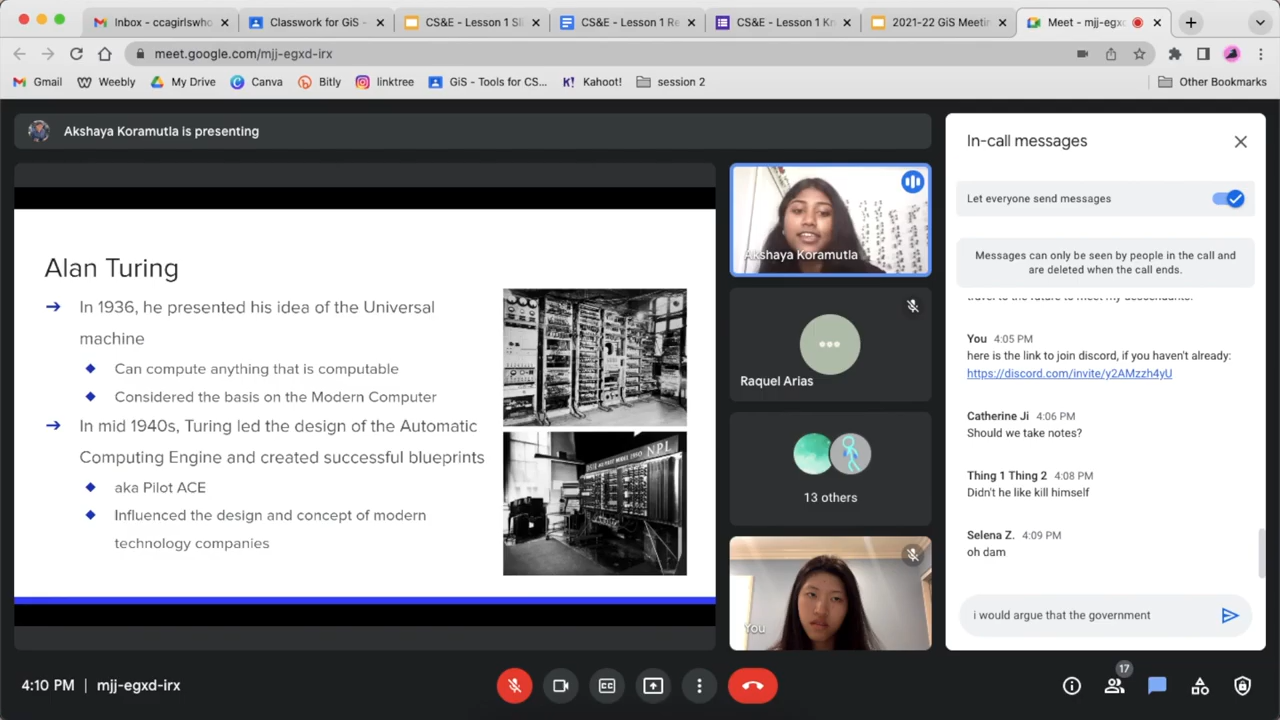 Inbox - ccagirlswho
Classwork for GiS -
CS&E - Lesson 1 Sl
CS&E - Lesson 1 Re
CS&E - Lesson 1 Kn
2021-22 GiS Meetin
Meet - mjj-egxd
meet.google.com/mjj-egxd-irx
Gmail
Weebly
My Drive
Canva
Bitly
linktree
GiS - Tools for CS...
K!
Kahoot!
session 2
Other Bookmarks
Akshaya Koramutla is presenting
Alan Turing
In 1936, he presented his idea of the Universal
machine
Can compute anything that is computable
Considered the basis on the Modern Computer
In mid 1940s, Turing led the design of the Automatic
Computing Engine and created successful blueprints
aka Pilot ACE
Influenced the design and concept of modern
technology companies
NPL
Akshaya Koramutla
Raquel Arias
13 others
You
In-call messages
Let everyone send messages
Messages can only be seen by people in the call and
are deleted when the call ends.
travel to the future to meet my descendants.
You 4:05 PM
here is the link to join discord, if you haven't already:
https://discord.com/invite/y2AMzzh4yU
Catherine Ji 4:06 PM
Should we take notes?
Thing 1 Thing 2 4:08 PM
Didn't he like kill himself
Selena Z. 4:09 PM
oh dam
i would argue that the government
4:10 PM | mjj-egxd-irx
17